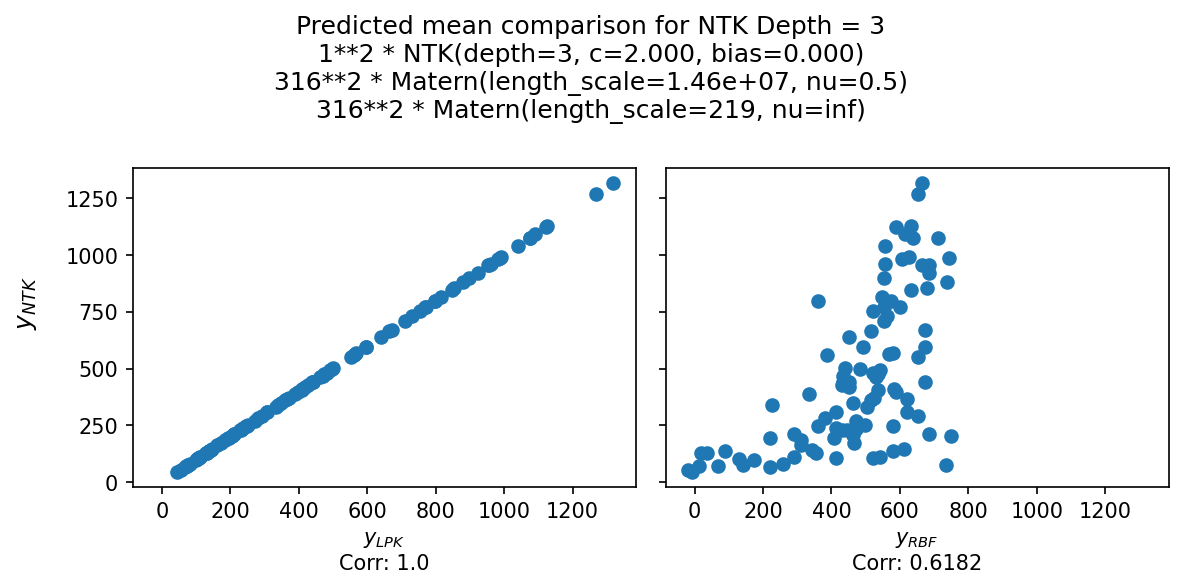 Predicted mean comparison for NTK Depth = 3
1**2 * NTK(depth=3, c=2.000, bias=0.000)
316**2 * Matern(length_scale=1.46e+07, nu=0.5)
316**2 * Matern(length_scale=219, nu=inf)
1250
1000
750
500
250
0
y_NTK
0 200 400 600 800 1000 1200
y_LPK
Corr: 1.0
0 200 400 600 800 1000 1200
y_RBF
Corr: 0.6182